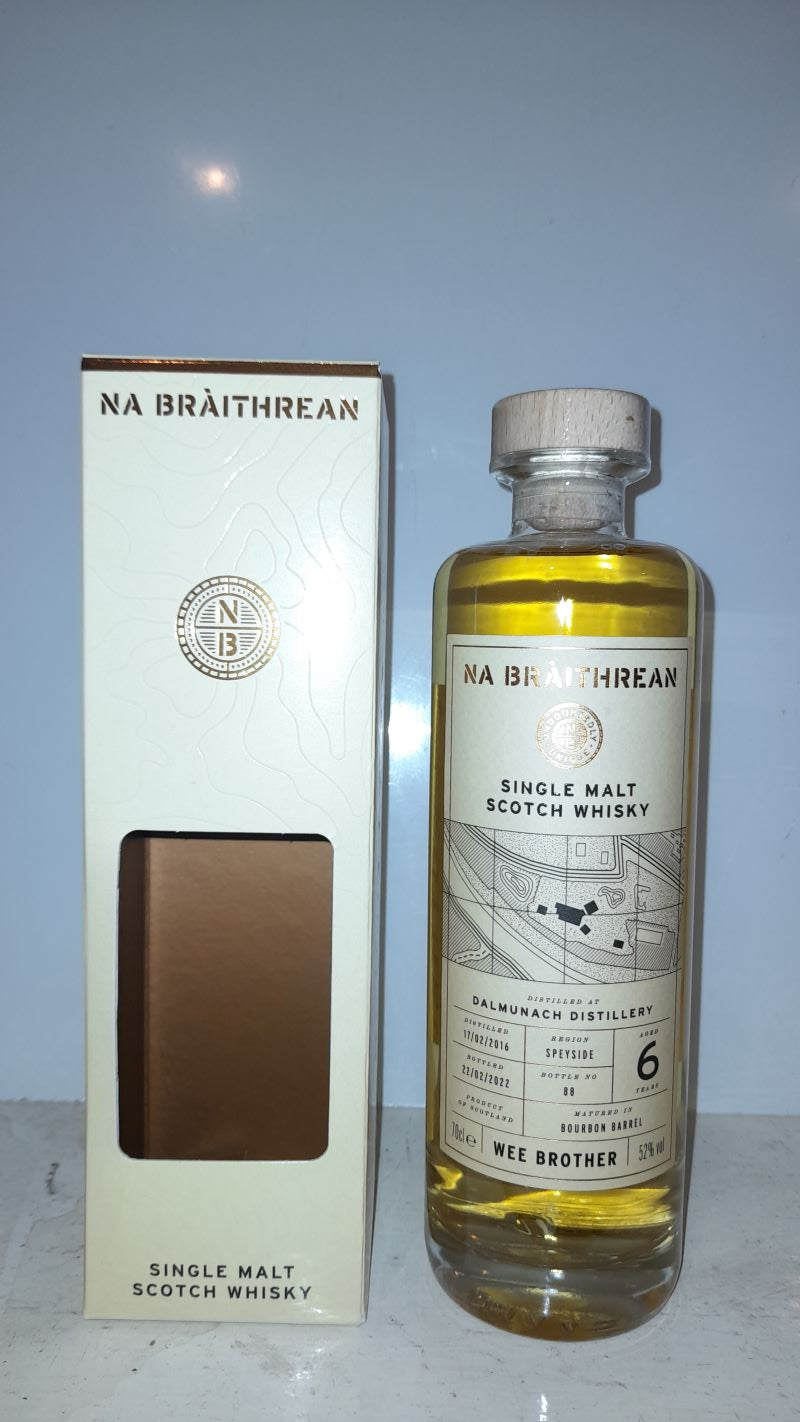 NA BRÀITHREAN
N
B
SINGLE MALT
SCOTCH WHISKY
NA BRÀITHREAN
UNDOUBTEDLY
UNIQUE
N
B
SINGLE MALT
SCOTCH WHISKY
DISTILLED AT
DALMUNACH DISTILLERY
DISTILLED
17/02/2016
BOTTLED
22/02/2022
PRODUCT
OF SCOTLAND
REGION
SPEYSIDE
BOTTLE NO
88
AGED
6
YEARS
MATURED IN
BOURBON BARREL
70cl e
WEE BROTHER
52% vol